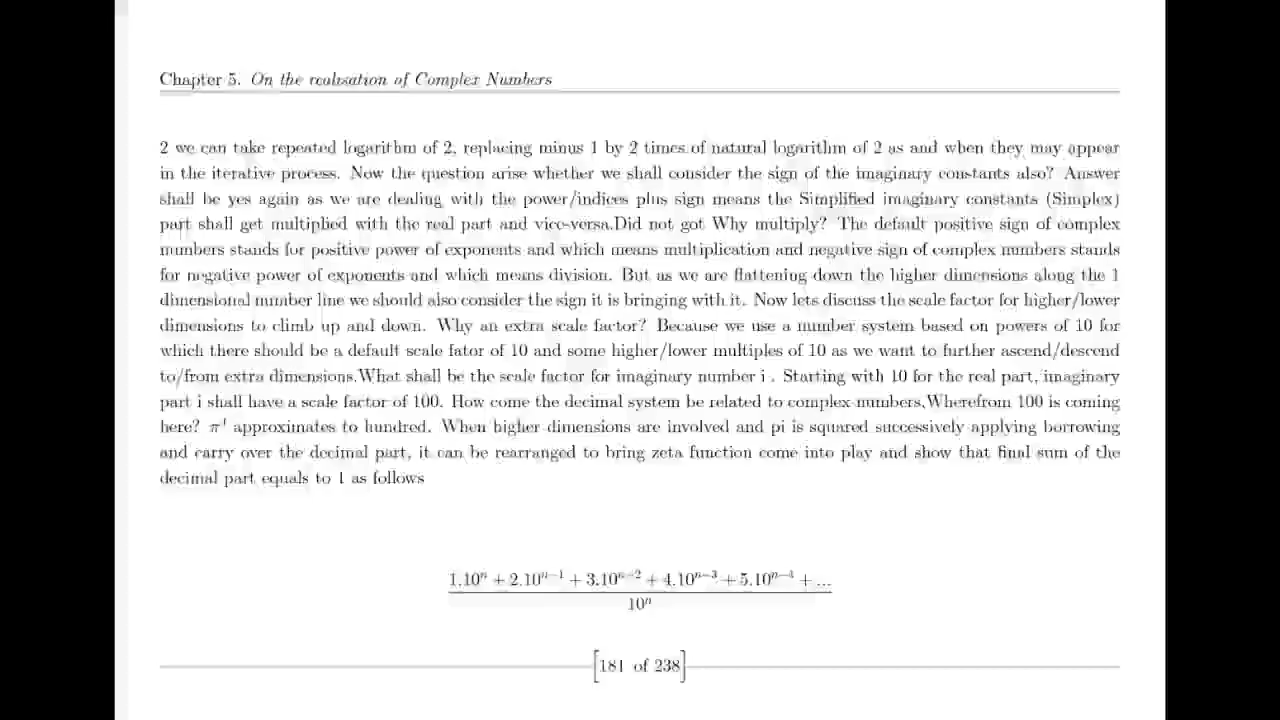 Chapter 5. On the realisation of Complex Numbers
2 we can take repeated logarithm of 2, replacing minus 1 by 2 times of natural logarithm of 2 as and when they may appear
in the iterative process. Now the question arise whether we shall consider the sign of the imaginary constants also? Answer
shall be yes again as we are dealing with the power/indices plus sign means the Simplified imaginary constants (Simplex)
part shall get multiplied with the real part and vice-versa.Did not got Why multiply? The default positive sign of complex
numbers stands for positive power of exponents and which means multiplication and negative sign of complex numbers stands
for negative power of exponents and which means division. But as we are flattening down the higher dimensions along the 1
dimensional number line we should also consider the sign it is bringing with it. Now lets discuss the scale factor for higher/lower
dimensions to climb up and down. Why an extra scale factor? Because we use a number system based on powers of 10 for
which there should be a default scale fator of 10 and some higher/lower multiples of 10 as we want to further ascend/descend
to/from extra dimensions.What shall be the scale factor for imaginary number i . Starting with 10 for the real part, imaginary
part i shall have a scale factor of 100. How come the decimal system be related to complex numbers,Wherefrom 100 is coming
here? π⁴ approximates to hundred. When higher dimensions are involved and pi is squared successively applying borrowing
and carry over the decimal part, it can be rearranged to bring zeta function come into play and show that final sum of the
decimal part equals to 1 as follows
1.10ⁿ + 2.10ⁿ⁻¹ + 3.10ⁿ⁻² + 4.10ⁿ⁻³ + 5.10ⁿ⁻⁴ + ...
10ⁿ
[181 of 238]